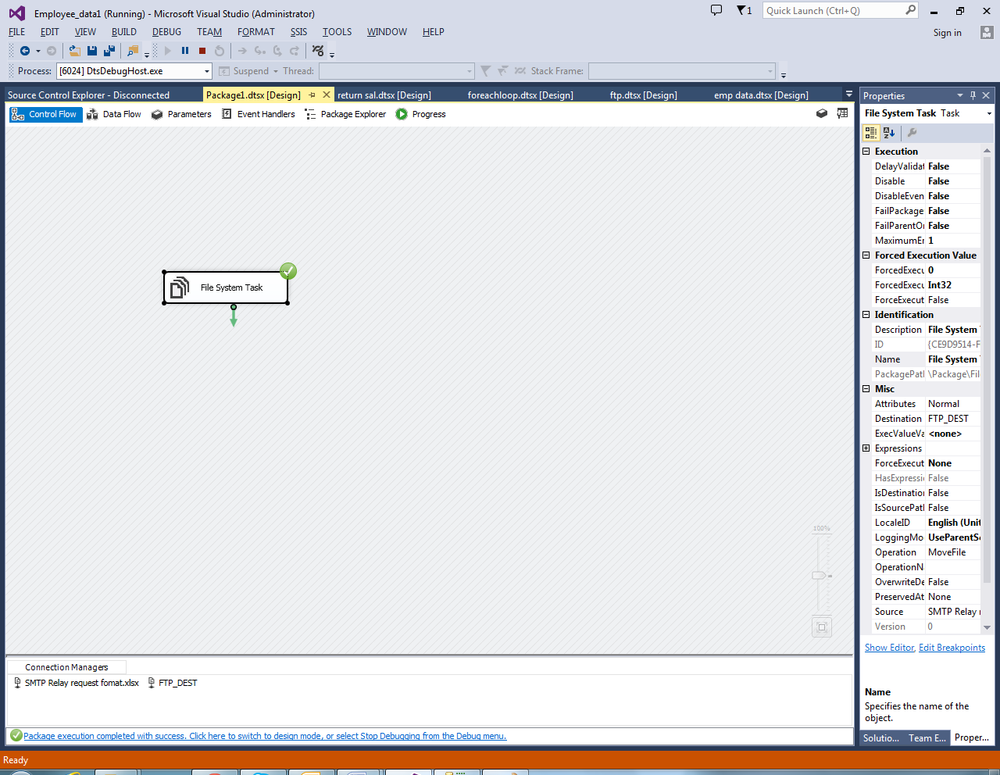 Employee_data1 (Running) - Microsoft Visual Studio (Administrator)
1
Quick Launch (Ctrl+Q)
FILE EDIT VIEW BUILD DEBUG TEAM FORMAT SSIS TOOLS WINDOW HELP
Sign in
Process: [6024] DtsDebugHost.exe Suspend Thread: Stack Frame:
Source Control Explorer - Disconnected Package1.dtsx [Design] return sal.dtsx [Design] foreachloop.dtsx [Design] ftp.dtsx [Design] emp data.dtsx [Design]
Control Flow Data Flow Parameters Event Handlers Package Explorer Progress
File System Task
100%
Connection Managers
SMTP Relay request fomat.xlsx FTP_DEST
Package execution completed with success. Click here to switch to design mode, or select Stop Debugging from the Debug menu.
Properties
File System Task Task
Execution
DelayValidat False
Disable False
DisableEven False
FailPackage False
FailParentOn False
MaximumEr 1
Forced Execution Value
ForcedExecu 0
ForcedExecu Int32
ForceExecut False
Identification
Description File System
ID {CE9D9514-F
Name File System
PackagePath \Package\Fil
Misc
Attributes Normal
Destination FTP_DEST
ExecValueVa <none>
Expressions
ForceExecut None
HasExpressi False
IsDestination False
IsSourcePath False
LocaleID English (Unit
LoggingMo UseParentSe
Operation MoveFile
OperationN
OverwriteDe False
PreservedAt None
Source SMTP Relay r
Version 0
Show Editor, Edit Breakpoints
Name
Specifies the name of the
object.
Solutio... Team E... Proper...
Ready